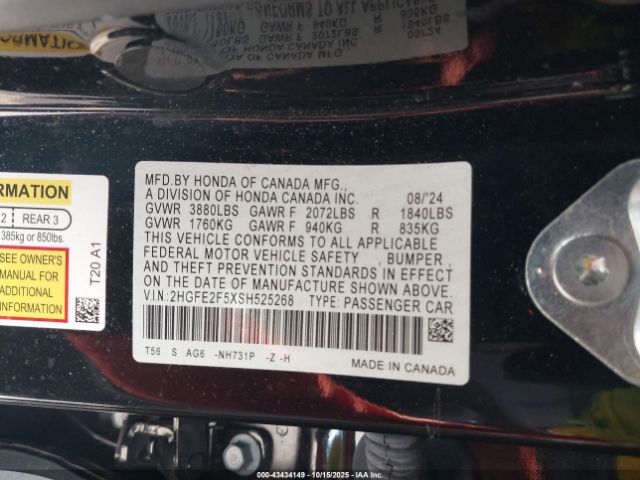 FORMATION
2 REAR 3
385kg or 850lbs.
SEE OWNER'S
MANUAL FOR
ADDITIONAL
INFORMATION
T20 A1
MFD.BY HONDA OF CANADA MFG.,
A DIVISION OF HONDA CANADA INC. 08/'24
GVWR 3880LBS GAWR F 2072LBS R 1840LBS
GVWR 1760KG GAWR F 940KG R 835KG
THIS VEHICLE CONFORMS TO ALL APPLICABLE
FEDERAL MOTOR VEHICLE SAFETY , BUMPER ,
AND THEFT PREVENTION STANDARDS IN EFFECT
ON THE DATE OF MANUFACTURE SHOWN ABOVE.
V.I.N: 2HGFE2F5XSH525268 TYPE: PASSENGER CAR
T56 S AG6 -NH731P -Z -H
MADE IN CANADA
000-43434149 - 10/15/2025 - IAA Inc.